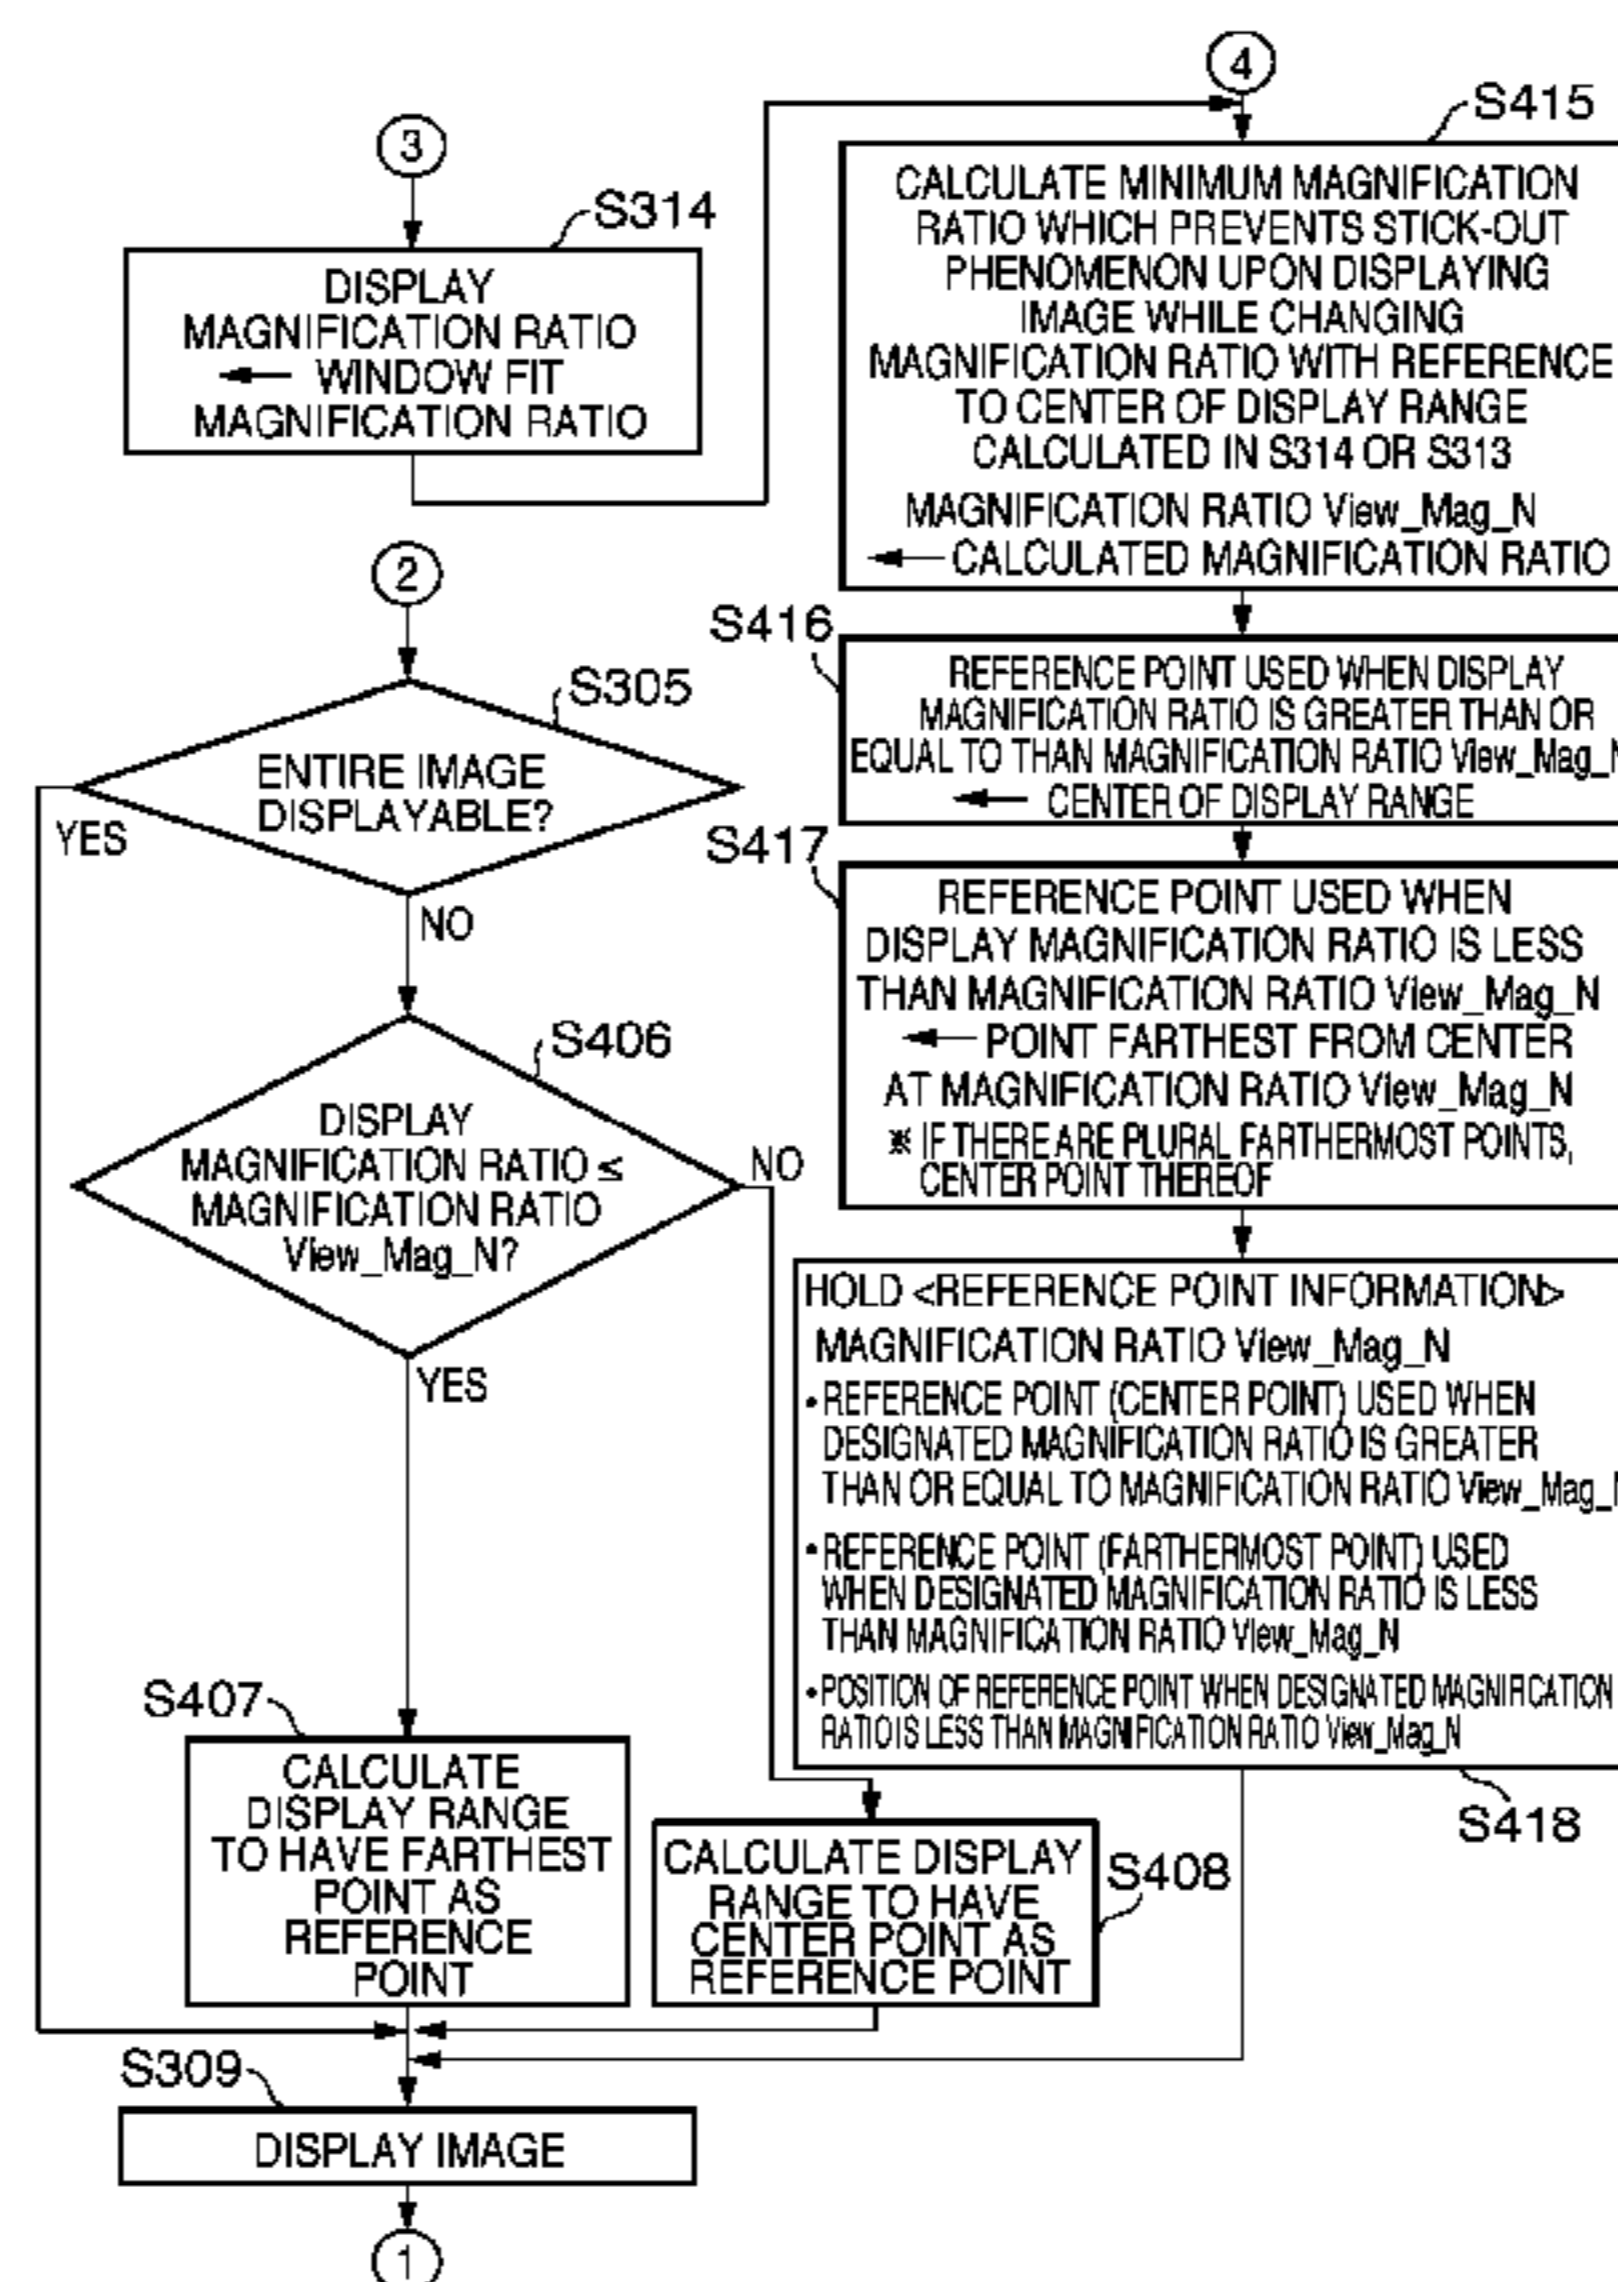 3
S314
DISPLAY
MAGNIFICATION RATIO
← WINDOW FIT
MAGNIFICATION RATIO
2
S305
ENTIRE IMAGE
DISPLAYABLE?
YES
NO
S406
DISPLAY
MAGNIFICATION RATIO ≤
MAGNIFICATION RATIO
View_Mag_N?
NO
YES
S407
CALCULATE
DISPLAY RANGE
TO HAVE FARTHEST
POINT AS
REFERENCE
POINT
S408
CALCULATE DISPLAY
RANGE TO HAVE
CENTER POINT AS
REFERENCE POINT
S309
DISPLAY IMAGE
1
4
S415
CALCULATE MINIMUM MAGNIFICATION
RATIO WHICH PREVENTS STICK-OUT
PHENOMENON UPON DISPLAYING
IMAGE WHILE CHANGING
MAGNIFICATION RATIO WITH REFERENCE
TO CENTER OF DISPLAY RANGE
CALCULATED IN S314 OR S313
MAGNIFICATION RATIO View_Mag_N
← CALCULATED MAGNIFICATION RATIO
S416
REFERENCE POINT USED WHEN DISPLAY
MAGNIFICATION RATIO IS GREATER THAN OR
EQUAL TO THAN MAGNIFICATION RATIO View_Mag_N
← CENTER OF DISPLAY RANGE
S417
REFERENCE POINT USED WHEN
DISPLAY MAGNIFICATION RATIO IS LESS
THAN MAGNIFICATION RATIO View_Mag_N
← POINT FARTHEST FROM CENTER
AT MAGNIFICATION RATIO View_Mag_N
※ IF THERE ARE PLURAL FARTHERMOST POINTS,
CENTER POINT THEREOF
HOLD <REFERENCE POINT INFORMATION>
MAGNIFICATION RATIO View_Mag_N
• REFERENCE POINT (CENTER POINT) USED WHEN
DESIGNATED MAGNIFICATION RATIO IS GREATER
THAN OR EQUAL TO MAGNIFICATION RATIO View_Mag_N
• REFERENCE POINT (FARTHERMOST POINT) USED
WHEN DESIGNATED MAGNIFICATION RATIO IS LESS
THAN MAGNIFICATION RATIO View_Mag_N
• POSITION OF REFERENCE POINT WHEN DESIGNATED MAGNIFICATION
RATIO IS LESS THAN MAGNIFICATION RATIO View_Mag_N
S418